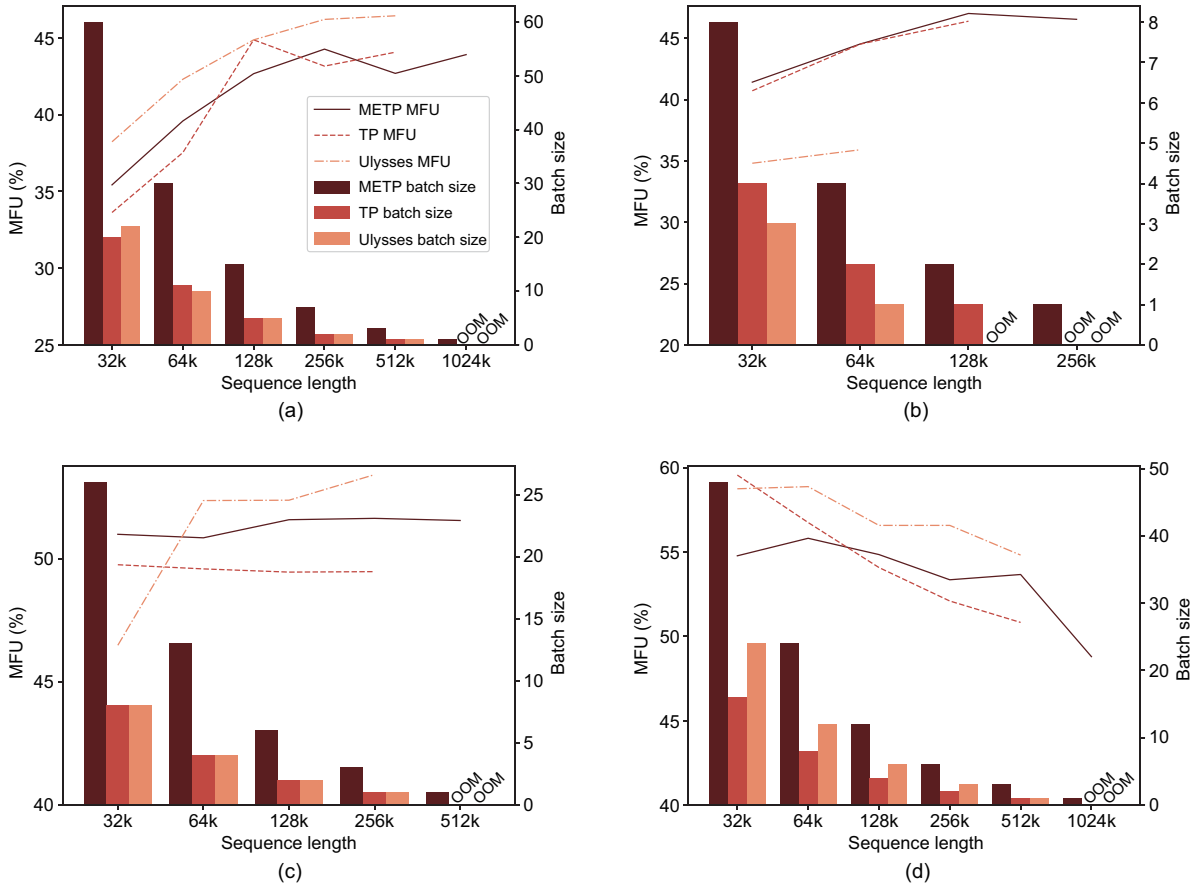 45
40
35
30
25
MFU (%)
60
50
40
30
20
10
0
Batch size
METP MFU
TP MFU
Ulysses MFU
METP batch size
TP batch size
Ulysses batch size
OOM
OOM
32k 64k 128k 256k 512k 1024k
Sequence length
(a)
45
40
35
30
25
20
MFU (%)
8
7
6
5
4
3
2
1
0
Batch size
OOM
OOM
OOM
32k 64k 128k 256k
Sequence length
(b)
50
45
40
MFU (%)
25
20
15
10
5
0
Batch size
OOM
OOM
32k 64k 128k 256k 512k
Sequence length
(c)
60
55
50
45
40
MFU (%)
50
40
30
20
10
0
Batch size
OOM
OOM
32k 64k 128k 256k 512k 1024k
Sequence length
(d)